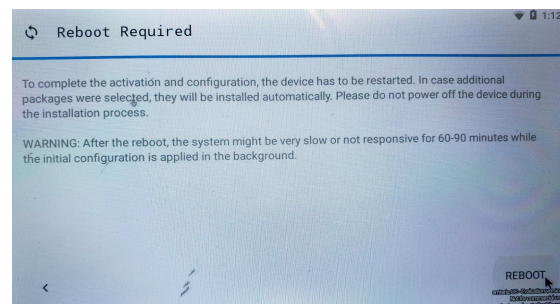 1:12
Reboot Required
To complete the activation and configuration, the device has to be restarted. In case additional
packages were selected, they will be installed automatically. Please do not power off the device during
the installation process.
WARNING: After the reboot, the system might be very slow or not responsive for 60-90 minutes while
the initial configuration is applied in the background.
REBOOT